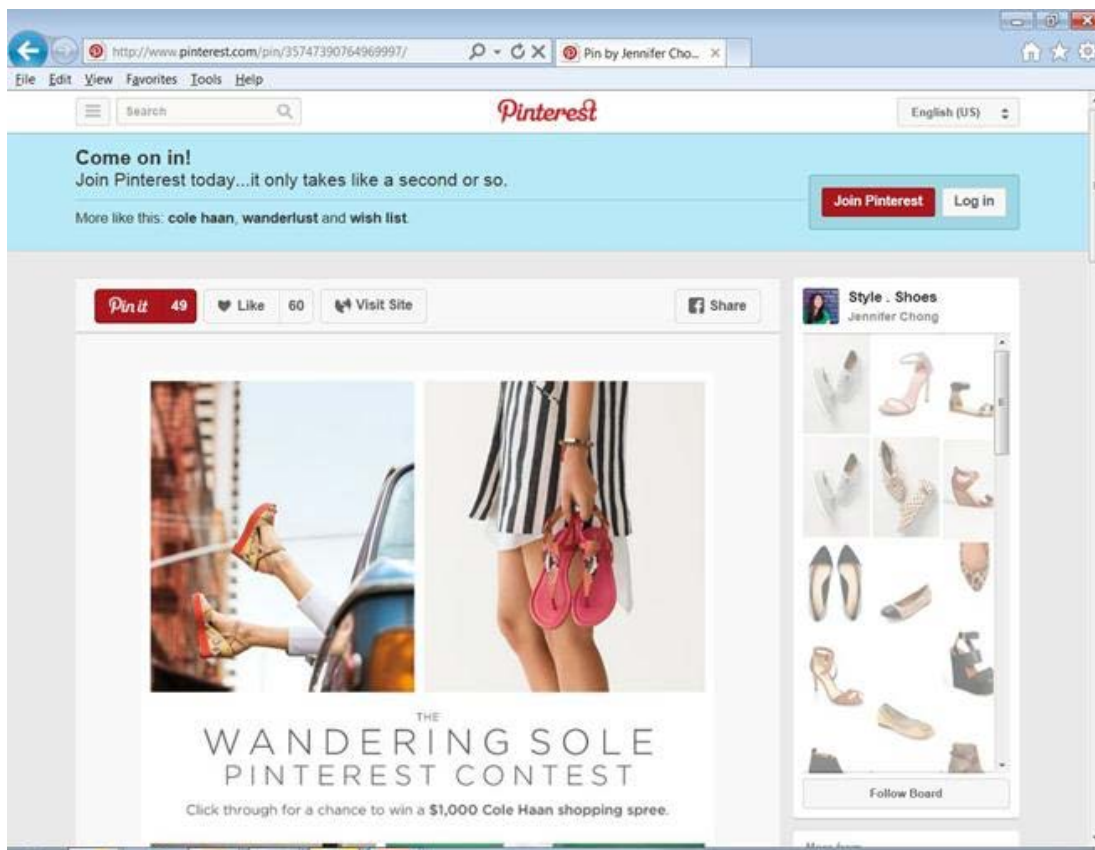 http://www.pinterest.com/pin/35747390764969997/
Pin by Jennifer Cho...
File Edit View Favorites Tools Help
Search
Pinterest
English (US)
Come on in!
Join Pinterest today...it only takes like a second or so.
More like this: cole haan, wanderlust and wish list
Join Pinterest
Log in
Pin it 49
Like 60
Visit Site
Share
Style . Shoes
Jennifer Chong
THE
WANDERING SOLE
PINTEREST CONTEST
Click through for a chance to win a $1,000 Cole Haan shopping spree.
Follow Board
More from